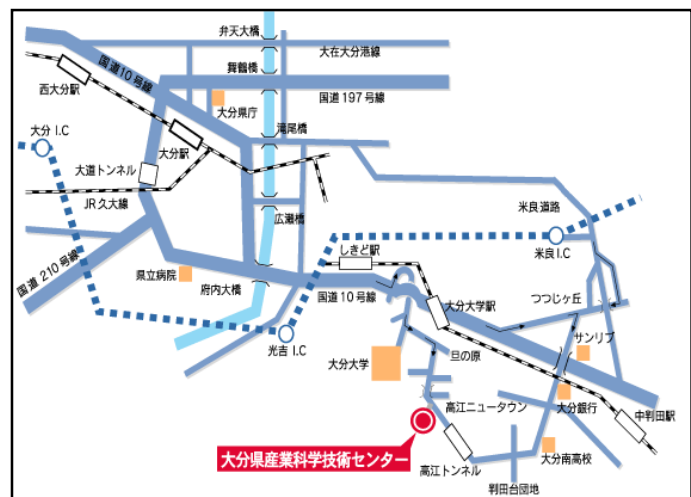 弁天大橋
大在大分港線
国道10号線
舞鶴橋
西大分駅
国道197号線
大分県庁
滝尾橋
大分 I.C
大分駅
大道トンネル
JR久大線
米良道路
広瀬橋
しきど駅
米良I.C
国道 210号線
県立病院
府内大橋
国道10号線
大分大学駅
つつじヶ丘
光吉 I.C
サンリブ
大分大学
旦の原
高江ニュータウン
大分銀行
中判田駅
大分県産業科学技術センター
高江トンネル
大分南高校
判田台団地